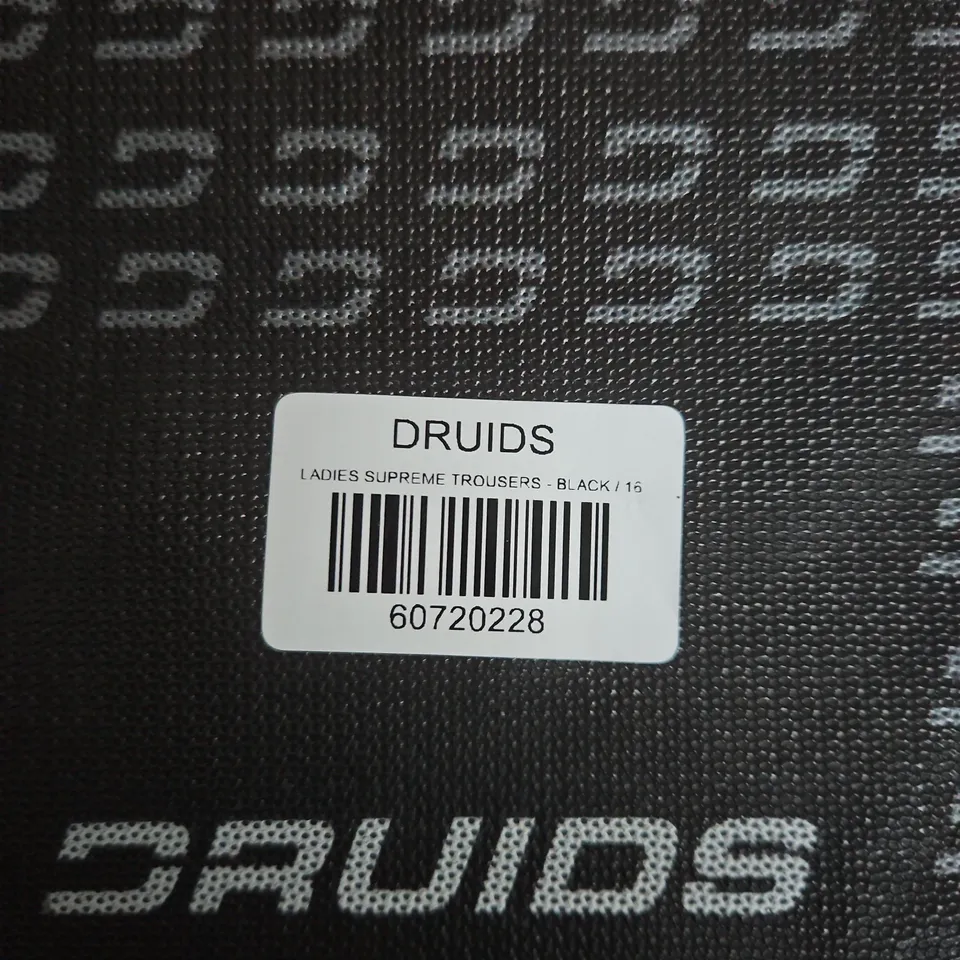 DRUIDS
LADIES SUPREME TROUSERS - BLACK / 16
60720228
DRUIDS